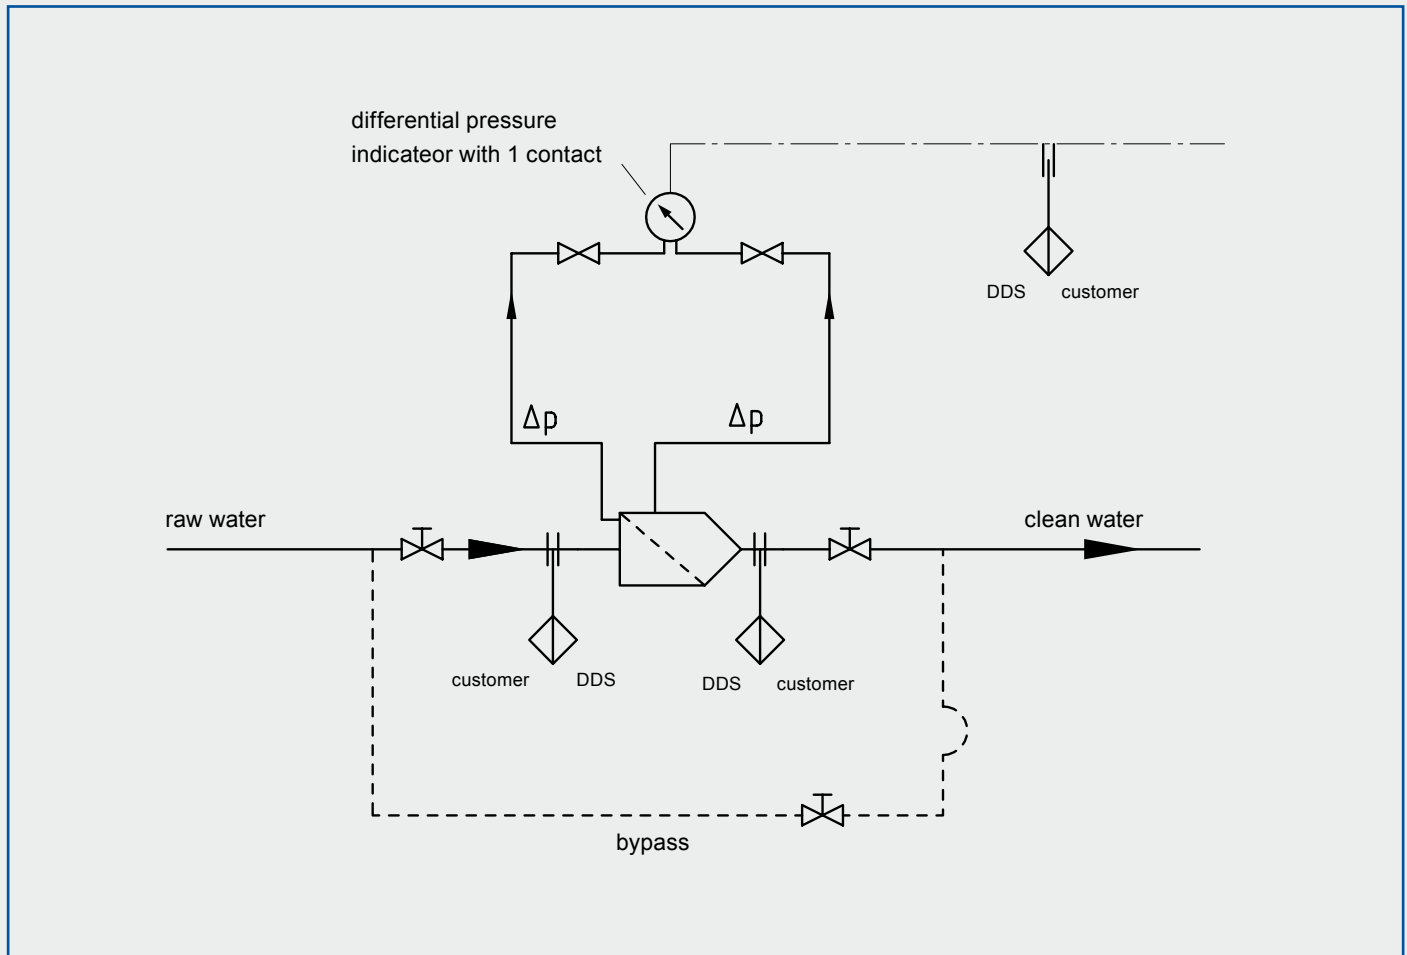 differential pressure
indicateor with 1 contact
DDS customer
Δp Δp
raw water
clean water
customer DDS
DDS customer
bypass